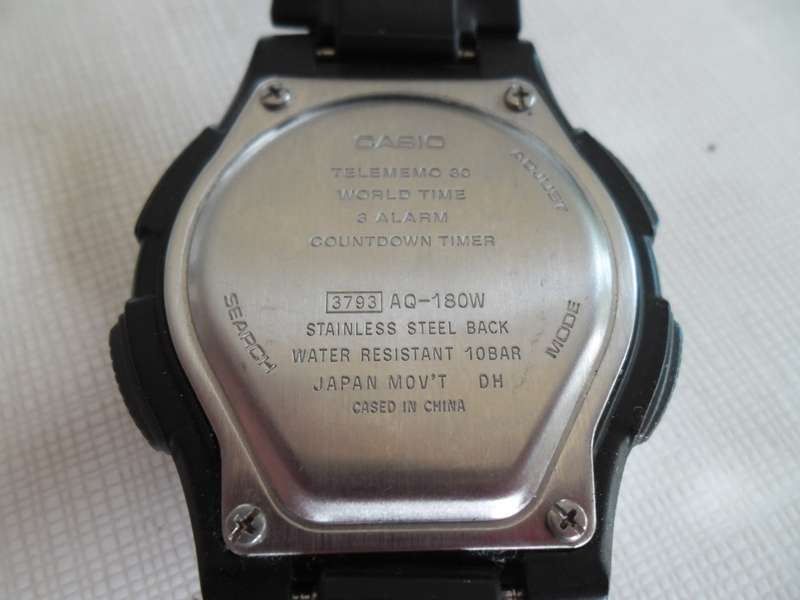 CASIO
TELEMEMO 30
WORLD TIME
3 ALARM
COUNTDOWN TIMER
ADJUST
3793 AQ-180W
STAINLESS STEEL BACK
WATER RESISTANT 10BAR
JAPAN MOV'T DH
CASED IN CHINA
SEARCH
MODE